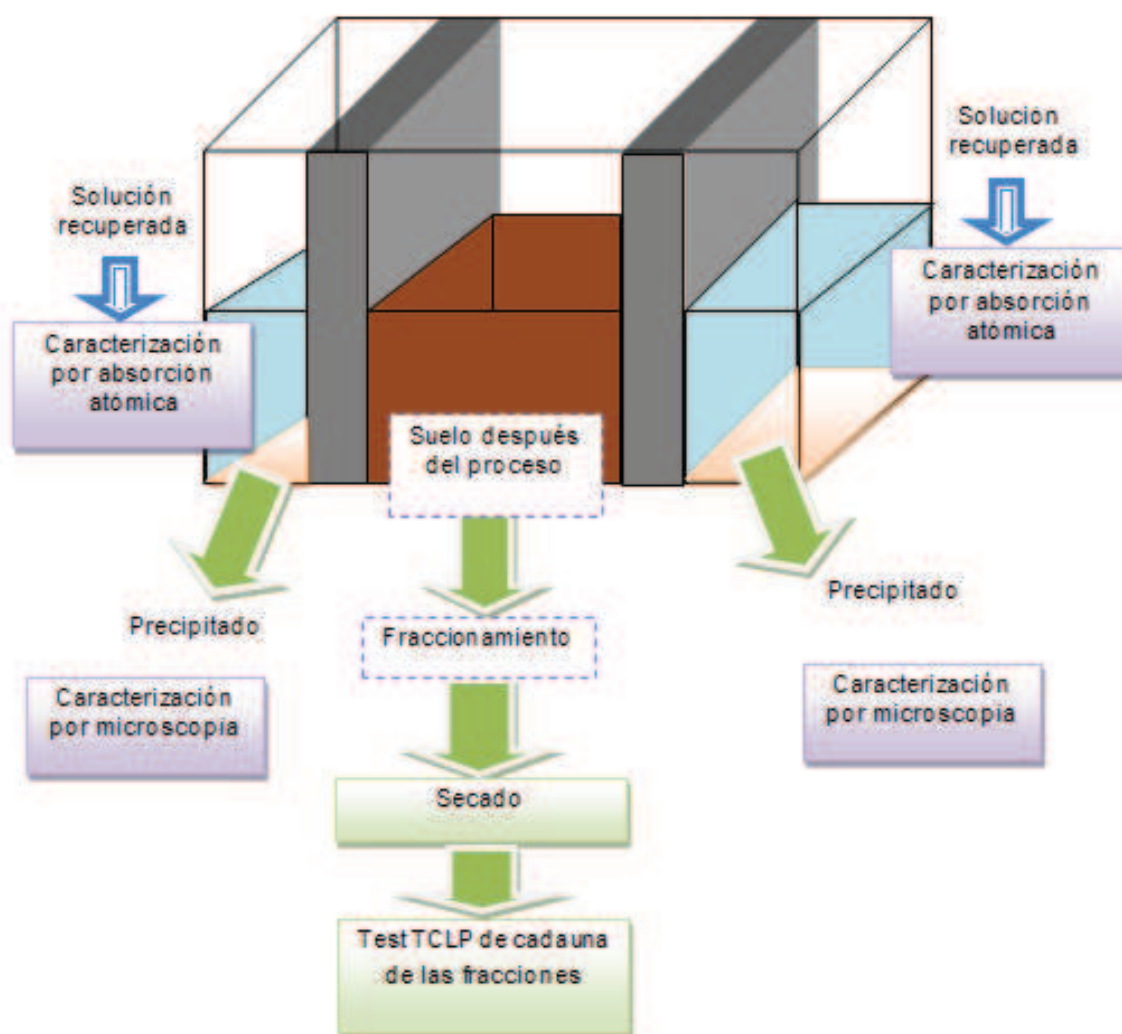 Solución
recuperada
Caracterización
por absorción
atómica
Solución
recuperada
Caracterización
por absorción
atómica
Suelo después
del proceso
Precipitado
Caracterización
por microscopia
Fraccionamiento
Secado
Test TCLP de cada una
de las fracciones
Precipitado
Caracterización
por microscopia